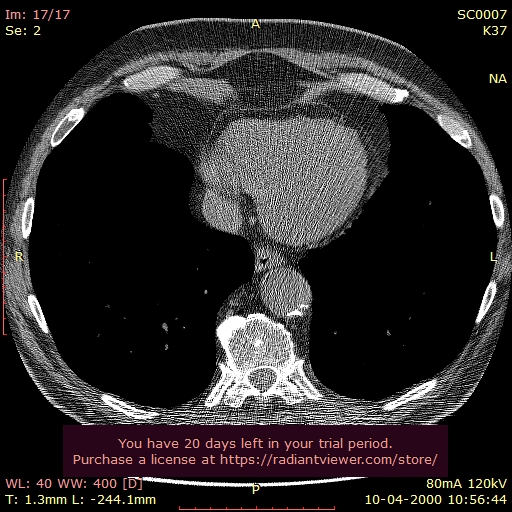 Im: 17/17
Se: 2
A
SC0007
K37
NA
R
L
You have 20 days left in your trial period.
Purchase a license at https://radiantviewer.com/store/
WL: 40 WW: 400 [D]
T: 1.3mm L: -244.1mm
P
80mA 120kV
10-04-2000 10:56:44